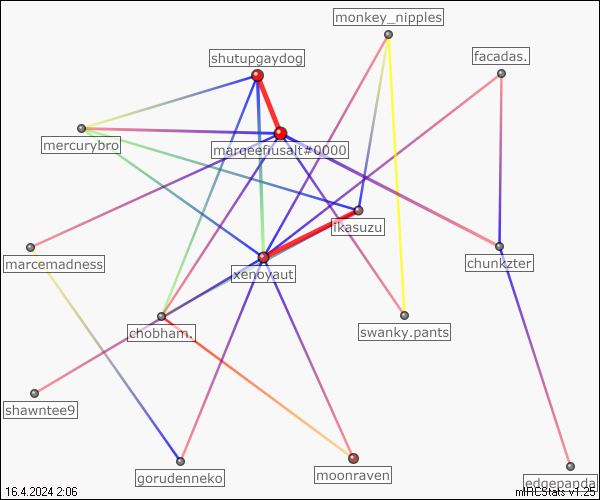 monkey_nipples
shutupgaydog
facadas.
mercurybro
marqeefiusalt#0000
ikasuzu
marcemadness
xenoyaut
chunkzter
chobham.
swanky.pants
shawntee9
gorudenneko
moonraven
edgepanda
16.4.2024 2:06
mIRCStats v1.25